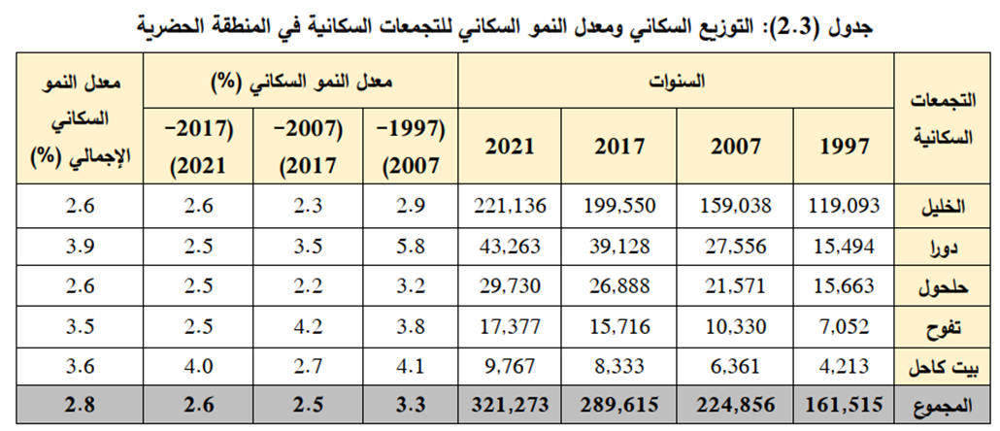 جدول (2.3): التوزيع السكاني ومعدل النمو السكاني للتجمعات السكانية في المنطقة الحضرية
التجمعات السكانية السنوات معدل النمو السكاني (%) معدل النمو السكاني الإجمالي (%)
1997 2007 2017 2021 (1997-2007) (2007-2017) (2017-2021)
الخليل 119,093 159,038 199,550 221,136 2.9 2.3 2.6 2.6
دورا 15,494 27,556 39,128 43,263 5.8 3.5 2.5 3.9
حلحول 15,663 21,571 26,888 29,730 3.2 2.2 2.5 2.6
تفوح 7,052 10,330 15,716 17,377 3.8 4.2 2.5 3.5
بيت كاحل 4,213 6,361 8,333 9,767 4.1 2.7 4.0 3.6
المجموع 161,515 224,856 289,615 321,273 3.3 2.5 2.6 2.8